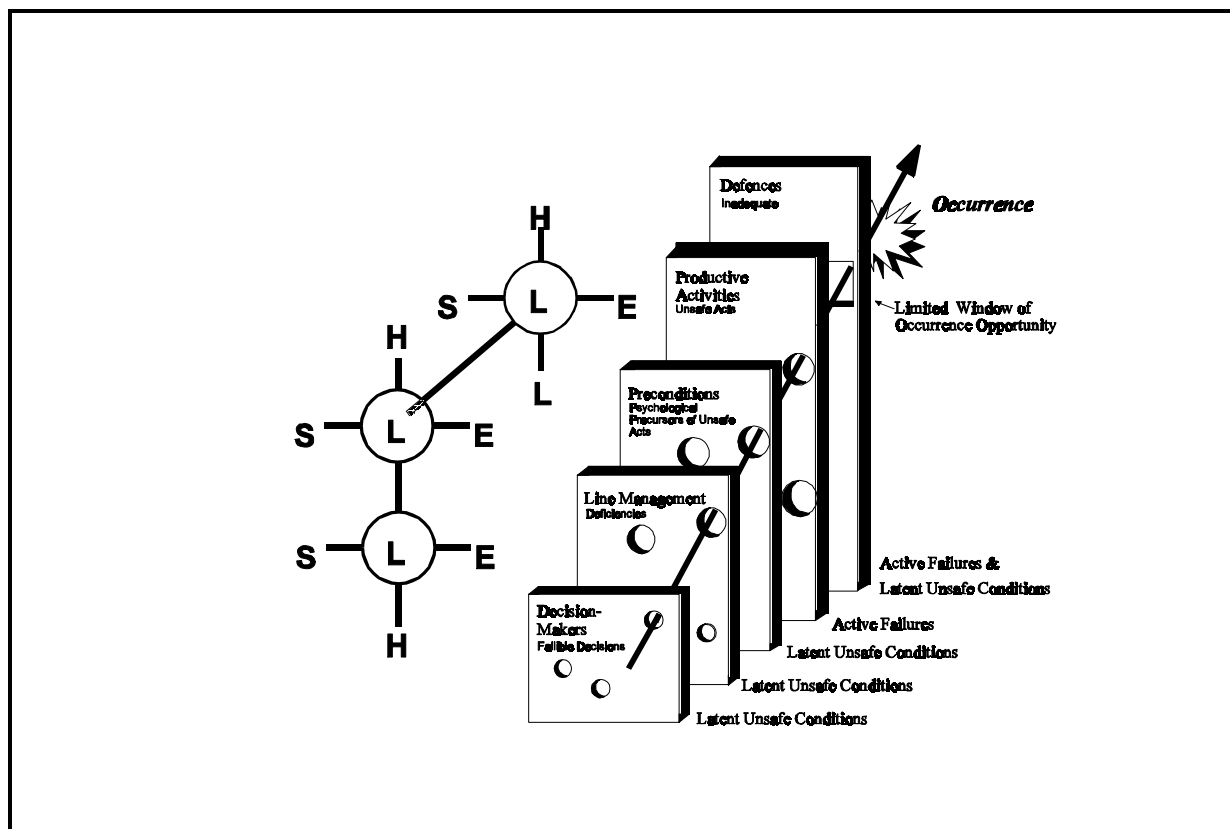 H
S
L
E
L
H
S
L
E
S
L
E
H
Defences
Inadequate
Occurrence
Productive
Activities
Unsafe Acts
Limited Window of
Occurrence Opportunity
Preconditions
Psychological
Precursors of Unsafe
Acts
Line Management
Deficiencies
Decision-
Makers
Fallible Decisions
Active Failures &
Latent Unsafe Conditions
Active Failures
Latent Unsafe Conditions
Latent Unsafe Conditions
Latent Unsafe Conditions